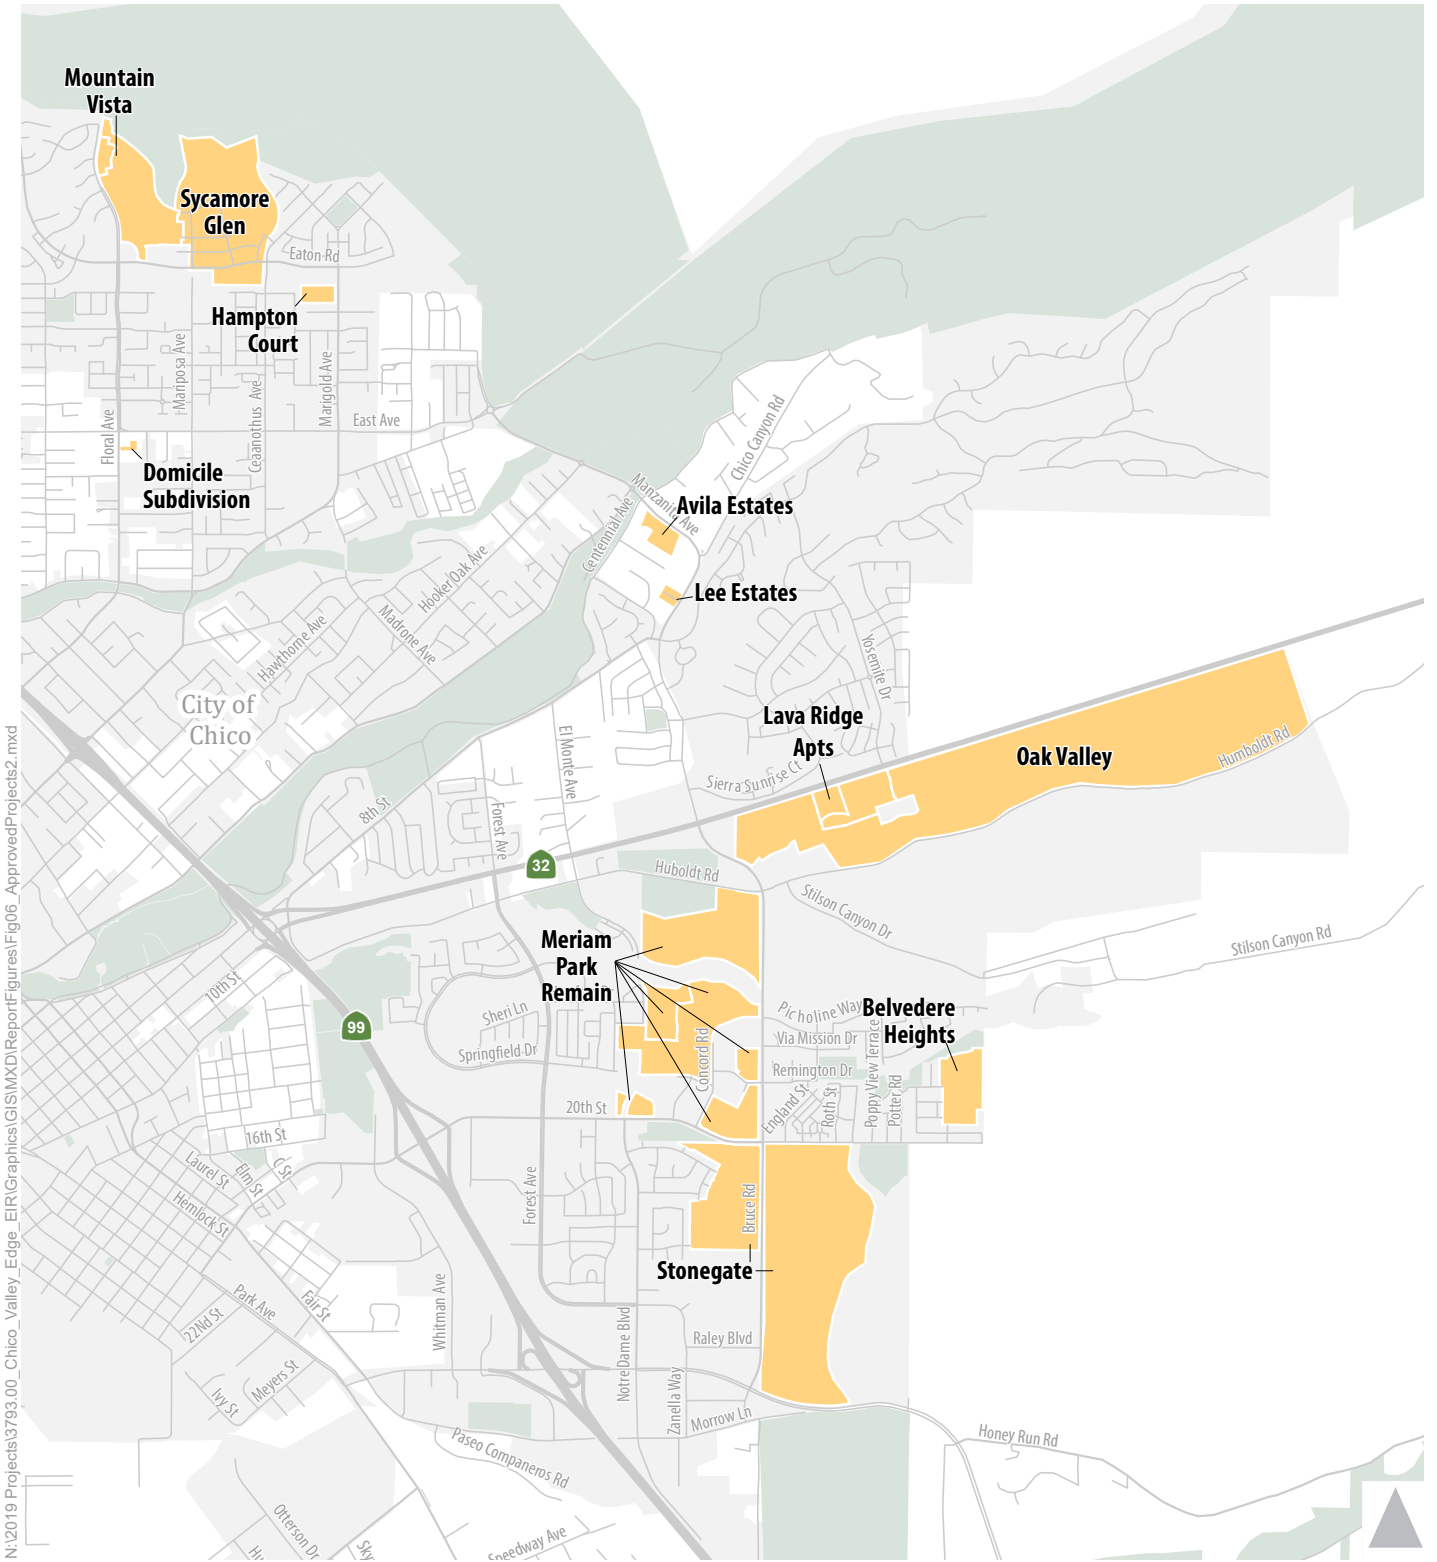 Mountain
Vista
Sycamore
Glen
Eaton Rd
Hampton
Court
Mariposa Ave
Ceaanothus Ave
Marigold Ave
East Ave
Floral Ave
Domicile
Subdivision
Chico Canyon Rd
Manzanita Ave
Avila Estates
Centennial Ave
Lee Estates
Hooker Oak Ave
Madrone Ave
Hawthorne Ave
Yosemite Dr
City of
Chico
Lava Ridge
Apts
Oak Valley
Humboldt Rd
El Monte Ave
Sierra Sunrise Ct
8th St
Forest Ave
32
Huboldt Rd
Stilson Canyon Dr
Stilson Canyon Rd
Meriam
Park
Remain
10th St
99
Sheri Ln
Springfield Dr
Concord Rd
Picholine Way
Via Mission Dr
Belvedere
Heights
Remington Dr
England St
Roth St
Poppy View Terrace
Potter Rd
20th St
16th St
C St
Elm St
Laurel St
Hemlock St
Forest Ave
Bruce Rd
Stonegate
Park Ave
Fair St
22Nd St
Whitman Ave
Notre Dame Blvd
Raley Blvd
Zanella Way
Meyers St
Ivy St
Morrow Ln
Honey Run Rd
Paseo Companeros Rd
Otterson Dr
Hu
Sky
Speedway Ave
N:\2019 Projects\3793.00_Chico_Valley_Edge_EIR\Graphics\GIS\MXD\ReportFigures\Fig06_ApprovedProjects2.mxd